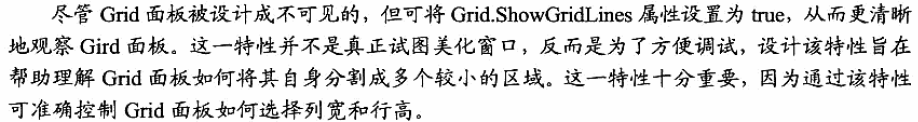 尽管 Grid 面板被设计成不可见的，但可将 Grid.ShowGridLines 属性设置为 true，从而更清晰
地观察 Gird 面板。这一特性并不是真正试图美化窗口，反而是为了方便调试，设计该特性旨在
帮助理解 Grid 面板如何将其自身分割成多个较小的区域。这一特性十分重要，因为通过该特性
可准确控制 Grid 面板如何选择列宽和行高。